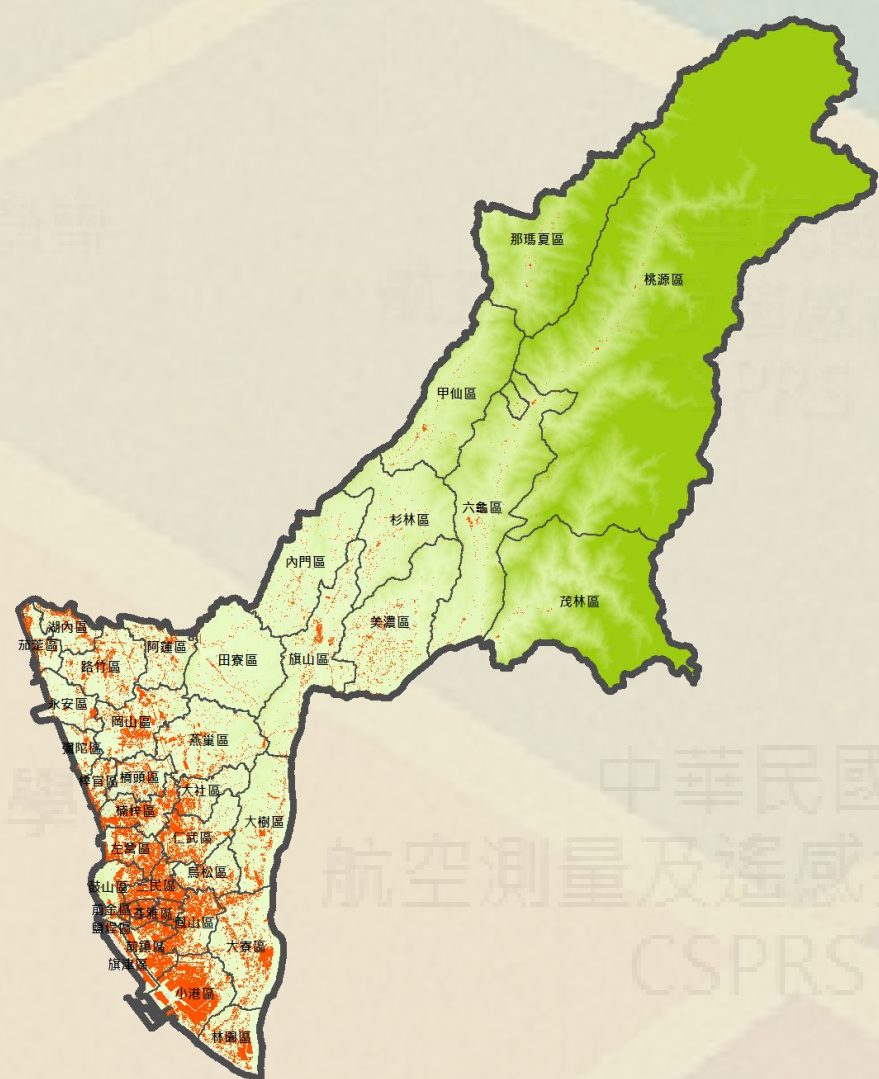 那瑪夏區
桃源區
甲仙區
六龜區
杉林區
內門區
茂林區
美濃區
湖內區
茄萣區
阿蓮區
田寮區
旗山區
路竹區
永安區
岡山區
燕巢區
彌陀區
梓官區
橋頭區
大社區
楠梓區
大樹區
仁武區
左營區
鳥松區
鼓山區
三民區
前金區
苓雅區
鳳山區
鹽埕區
前鎮區
大寮區
旗津區
小港區
林園區
中華民國
航空測量及遙感
CSPRS